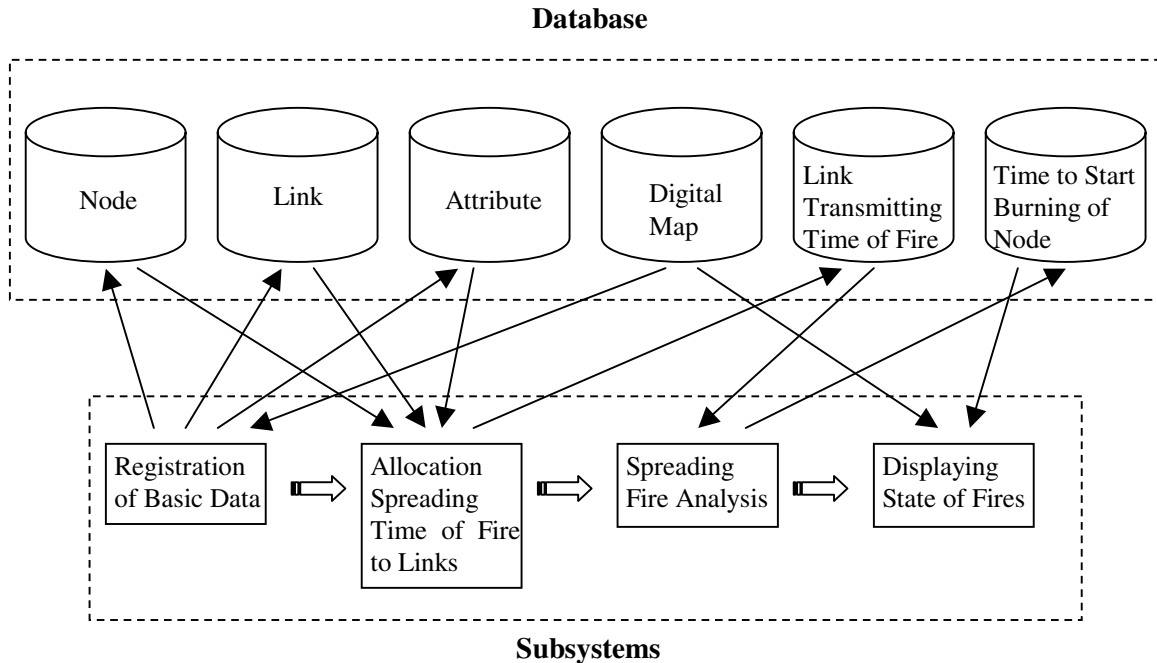 Database
Node
Link
Attribute
Digital
Map
Link
Transmitting
Time of Fire
Time to Start
Burning of
Node
Registration
of Basic Data
Allocation
Spreading
Time of Fire
to Links
Spreading
Fire Analysis
Displaying
State of Fires
Subsystems